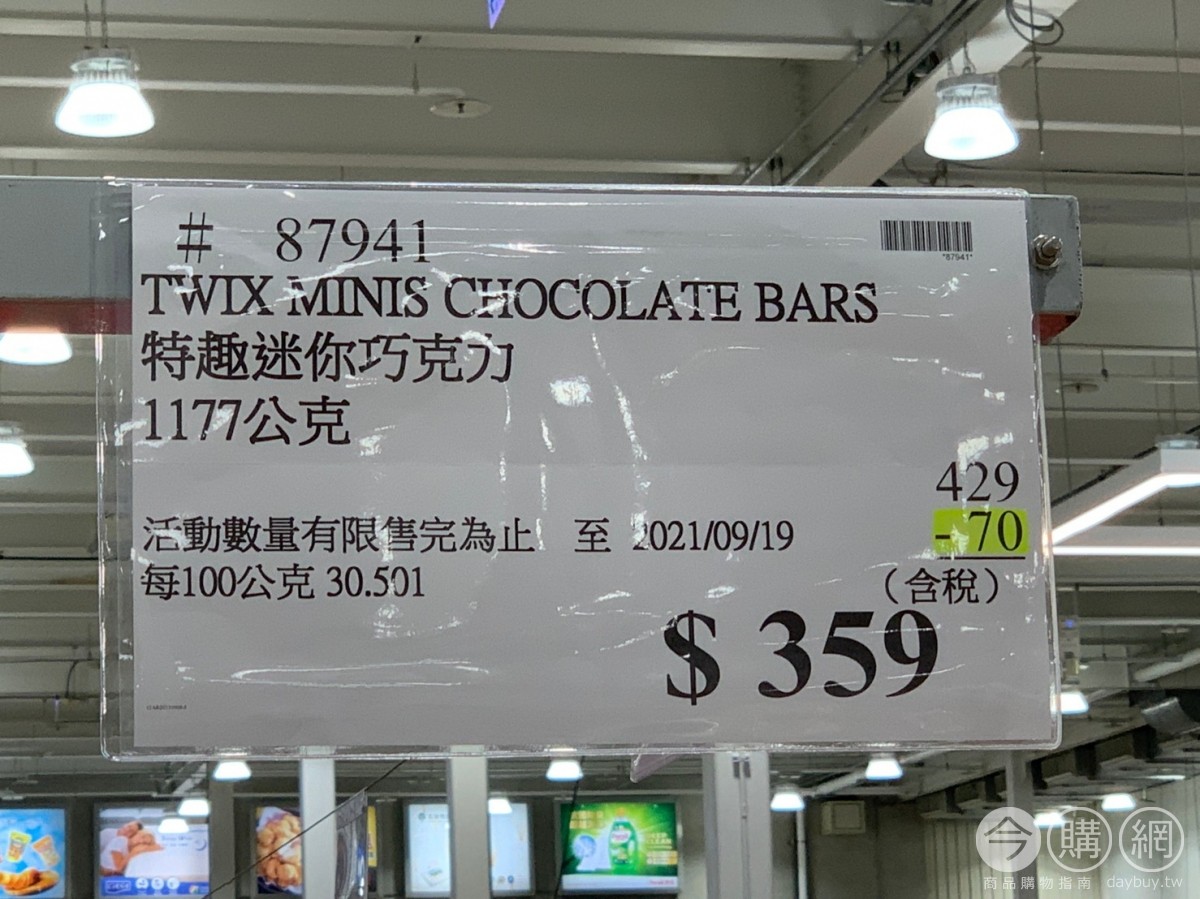 # 87941
*87941*
TWIX MINIS CHOCOLATE BARS
特趣迷你巧克力
1177公克
429
活動數量有限售完為止 至 2021/09/19
- 70
每100公克 30.501
(含稅)
$ 359
今購網
商品購物指南 daybuy.tw